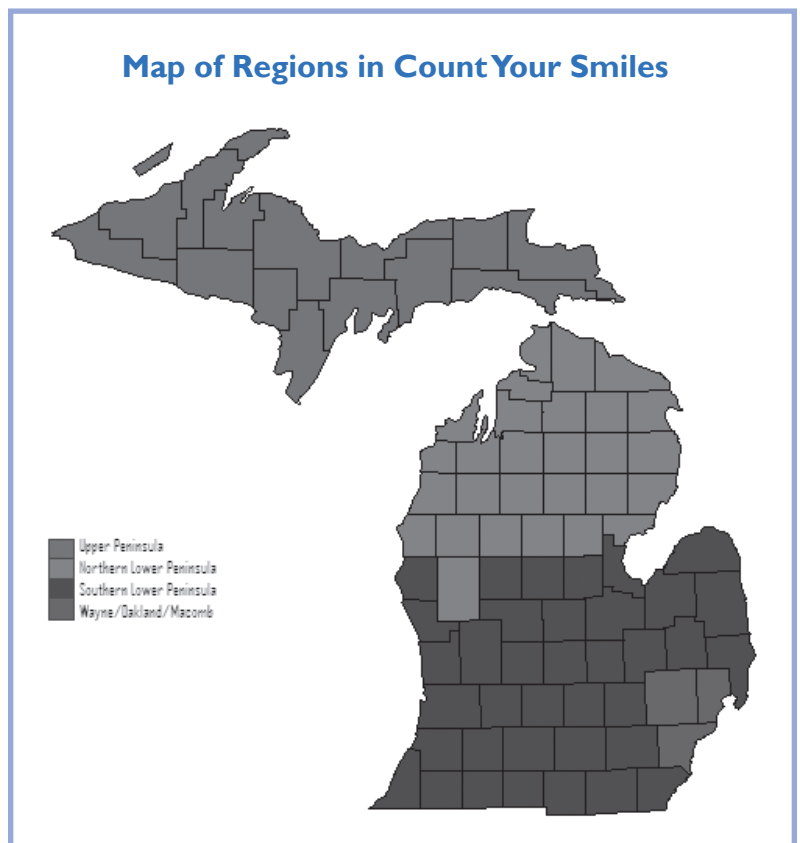 Map of Regions in Count Your Smiles
Upper Peninsula
Northern Lower Peninsula
Southern Lower Peninsula
Wayne/Oakland/Macomb